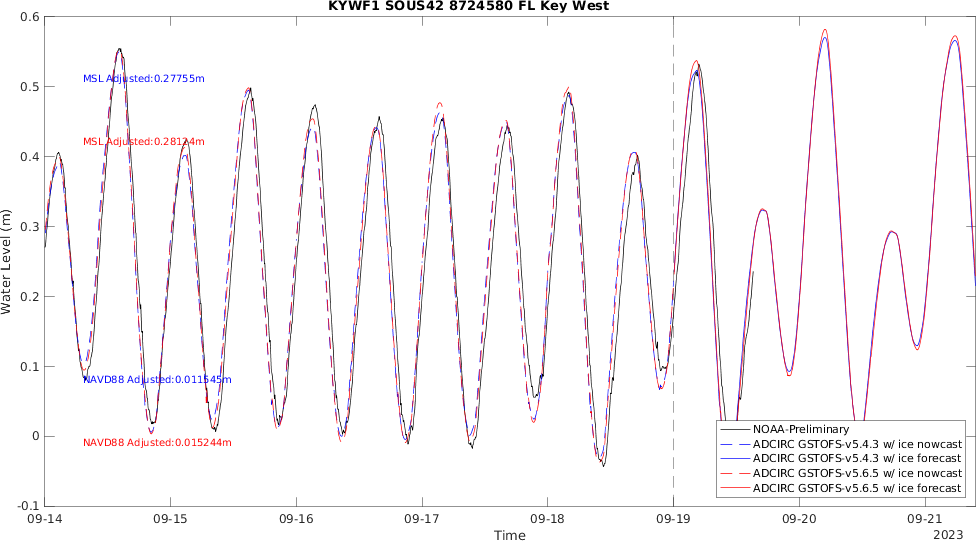 KYWF1 SOUS42 8724580 FL Key West
0.6
0.5
0.4
0.3
0.2
0.1
0
-0.1
Water Level (m)
MSL Adjusted:0.27755m
MSL Adjusted:0.28124m
NAVD88 Adjusted:0.011545m
NAVD88 Adjusted:0.015244m
NOAA-Preliminary
ADCIRC GSTOFS-v5.4.3 w/ ice nowcast
ADCIRC GSTOFS-v5.4.3 w/ ice forecast
ADCIRC GSTOFS-v5.6.5 w/ ice nowcast
ADCIRC GSTOFS-v5.6.5 w/ ice forecast
09-14 09-15 09-16 09-17 09-18 09-19 09-20 09-21
Time
2023